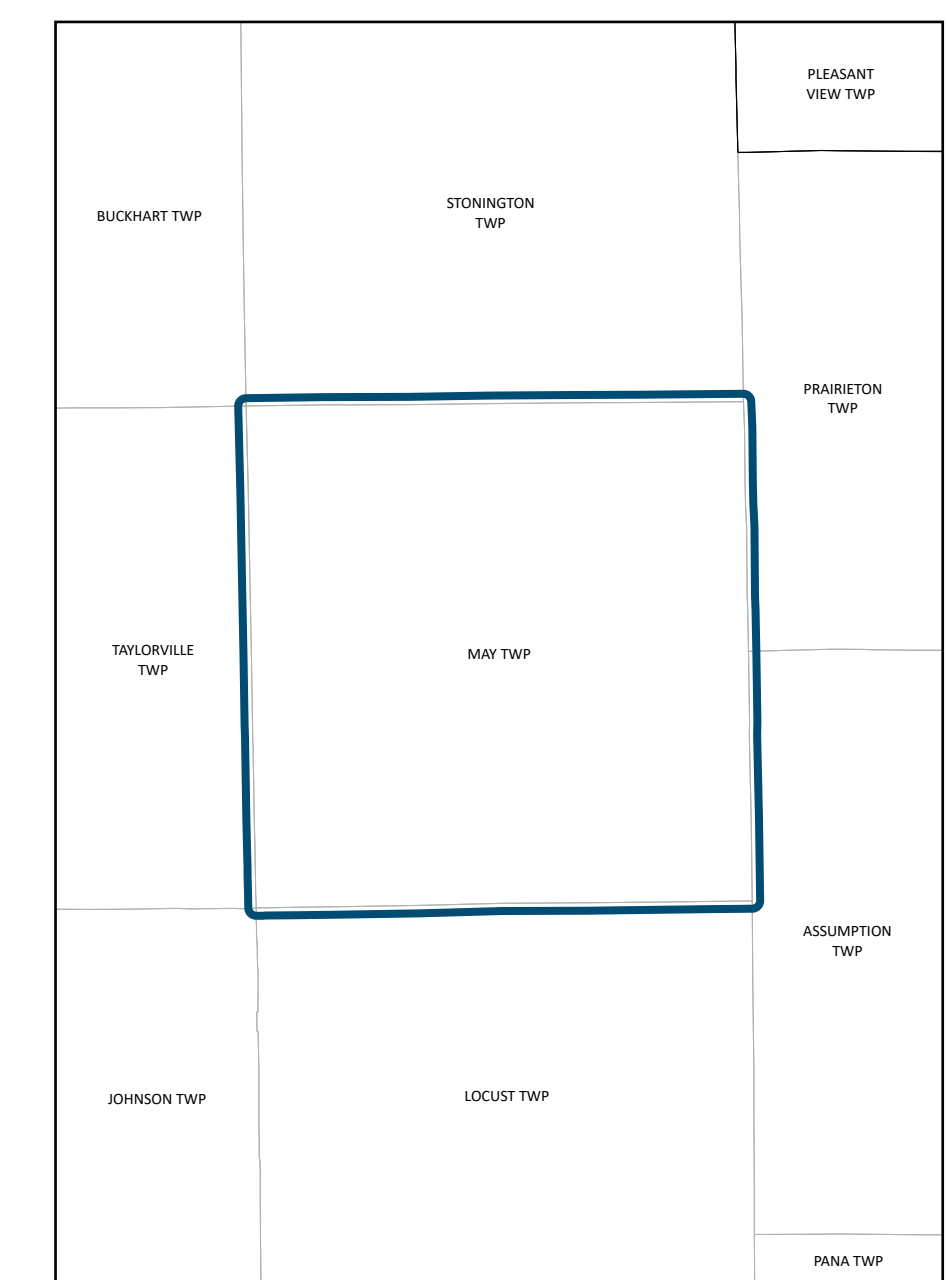 PLEASANT
VIEW TWP
BUCKHART TWP
STONINGTON
TWP
PRAIRIETON
TWP
TAYLORVILLE
TWP
MAY TWP
ASSUMPTION
TWP
JOHNSON TWP
LOCUST TWP
PANA TWP